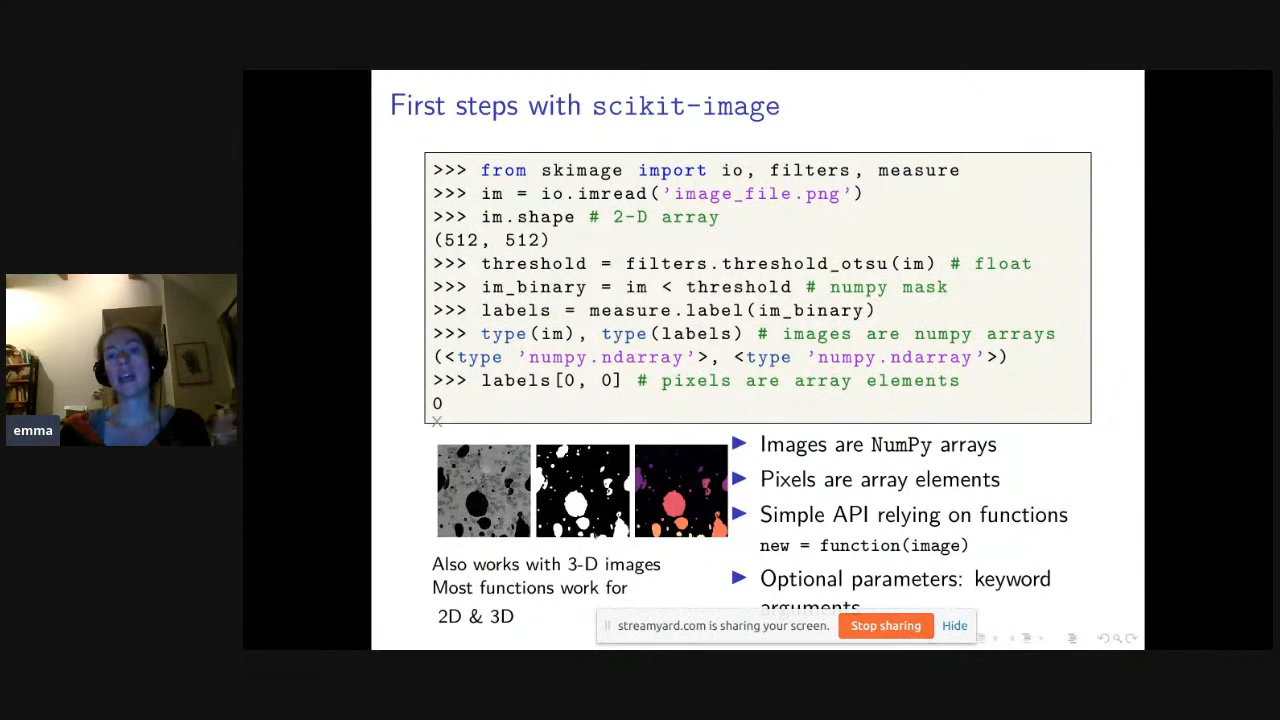 First steps with scikit-image
>>> from skimage import io, filters, measure
>>> im = io.imread('image_file.png')
>>> im.shape # 2-D array
(512, 512)
>>> threshold = filters.threshold_otsu(im) # float
>>> im_binary = im < threshold # numpy mask
>>> labels = measure.label(im_binary)
>>> type(im), type(labels) # images are numpy arrays
(<type 'numpy.ndarray'>, <type 'numpy.ndarray'>)
>>> labels[0, 0] # pixels are array elements
0
emma
Also works with 3-D images
Most functions work for
2D & 3D
Images are NumPy arrays
Pixels are array elements
Simple API relying on functions
new = function(image)
Optional parameters: keyword
arguments
streamyard.com is sharing your screen. Stop sharing Hide